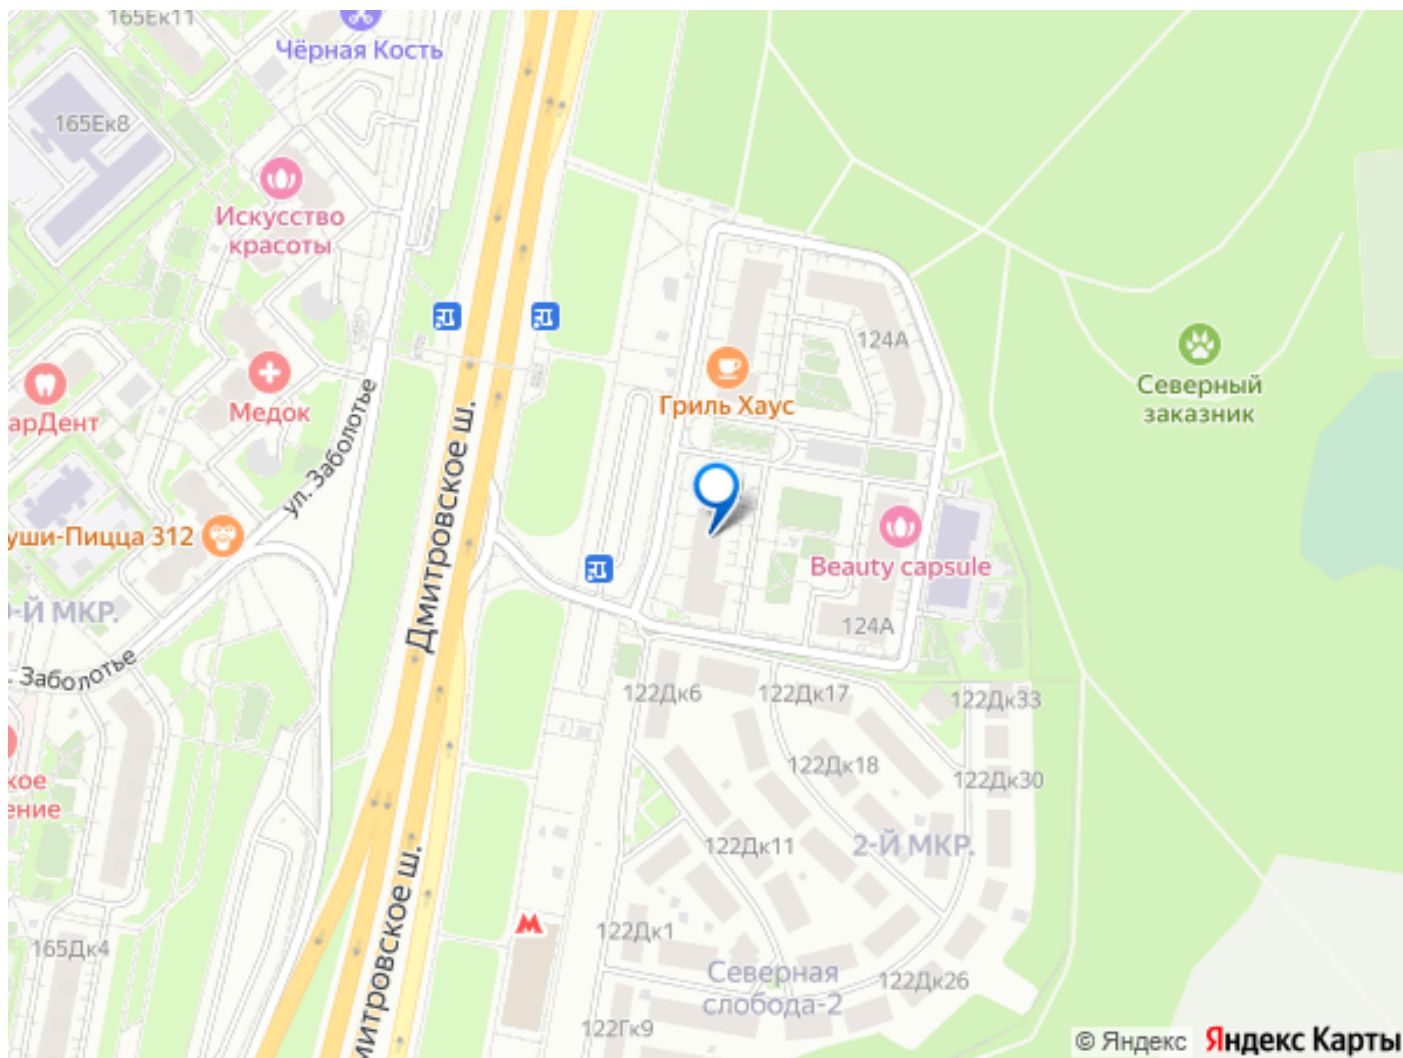 165Ек11
Чёрная Кость
165Ек8
Искусство
красоты
124А
Северный
заказник
арДент
Медок
Гриль Хаус
ул. Заболотье
Дмитровское ш.
уши-Пицца 312
Beauty capsule
-Й МКР.
124А
. Заболотье
122Дк6
122Дк17
122Дк33
кое
ение
122Дк18
122Дк30
122Дк11
2-Й МКР.
митровское ш.
М
165Дк4
122Дк1
Северная
слобода-2
122Дк26
122Гк9
© Яндекс Яндекс Карты